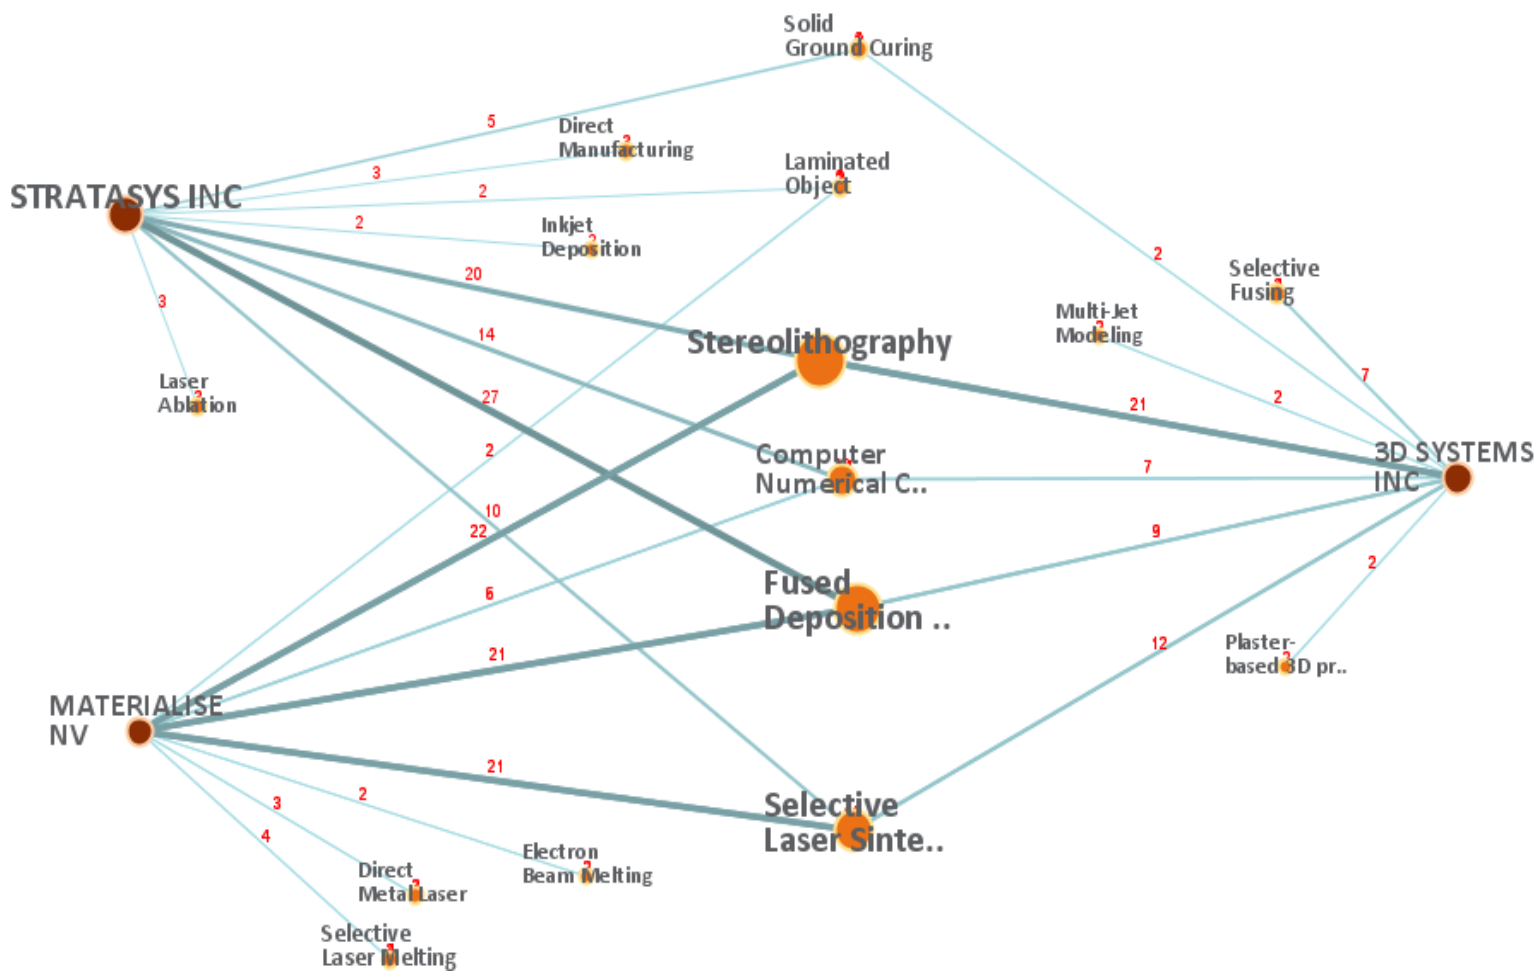 Solid
Ground Curing
5
Direct
Manufacturing
3
Laminated
Object
STRATASYS INC
2
2
Inkjet
Deposition
2
Selective
Fusing
20
3
Multi-Jet
Modeling
14
Stereolithography
7
Laser
Ablation
27
2
21
2
Computer
Numerical C..
7
3D SYSTEMS
INC
10
22
9
6
Fused
Deposition ..
2
12
21
Plaster-
based 3D pr..
MATERIALISE
NV
21
2
3
Selective
Laser Sinte..
4
Electron
Beam Melting
Direct
Metal Laser
Selective
Laser Melting